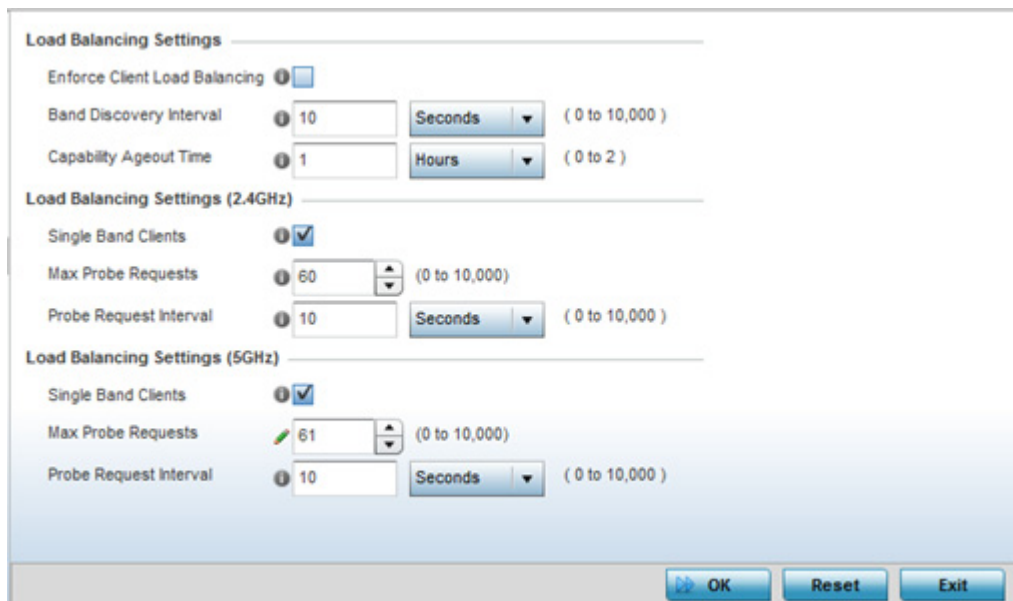 Load Balancing Settings
Enforce Client Load Balancing
Band Discovery Interval 10 Seconds ( 0 to 10,000 )
Capability Ageout Time 1 Hours ( 0 to 2 )
Load Balancing Settings (2.4GHz)
Single Band Clients
Max Probe Requests 60 (0 to 10,000)
Probe Request Interval 10 Seconds ( 0 to 10,000 )
Load Balancing Settings (5GHz)
Single Band Clients
Max Probe Requests 61 (0 to 10,000)
Probe Request Interval 10 Seconds ( 0 to 10,000 )
OK Reset Exit